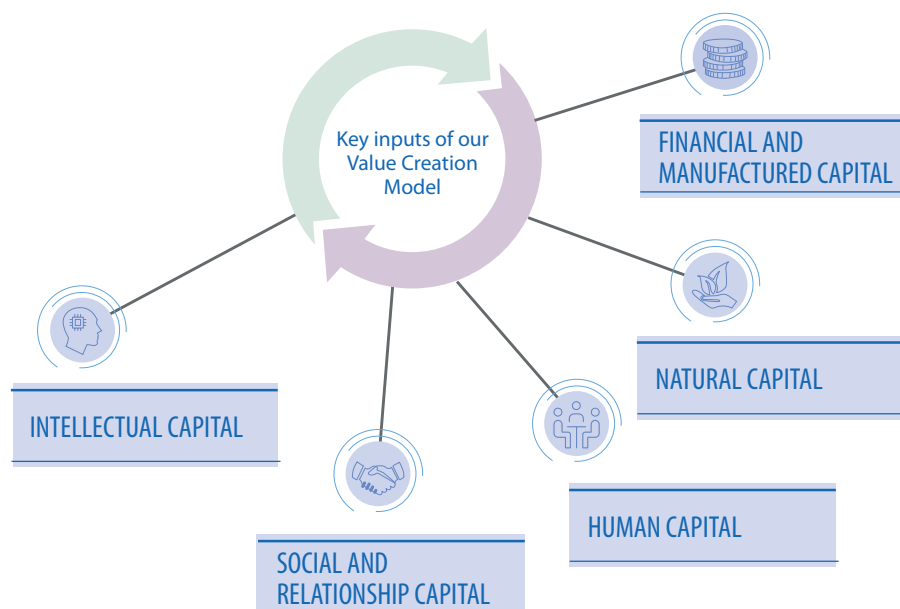 Key inputs of our
Value Creation
Model
FINANCIAL AND
MANUFACTURED CAPITAL
NATURAL CAPITAL
HUMAN CAPITAL
SOCIAL AND
RELATIONSHIP CAPITAL
INTELLECTUAL CAPITAL